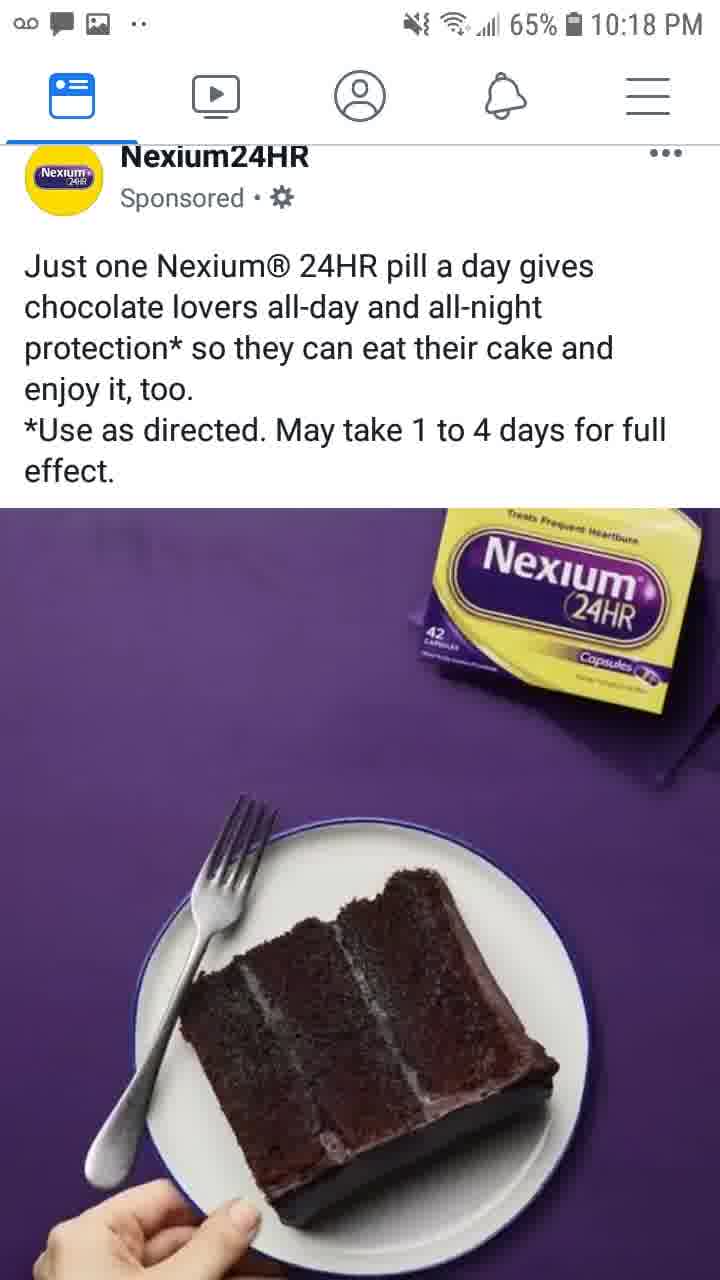 65% 10:18 PM
Nexium24HR
Nexium 24HR
Sponsored •
Just one Nexium® 24HR pill a day gives
chocolate lovers all-day and all-night
protection* so they can eat their cake and
enjoy it, too.
*Use as directed. May take 1 to 4 days for full
effect.
Treats Frequent Heartburn
Nexium
24HR
42
CAPSULES
Capsules